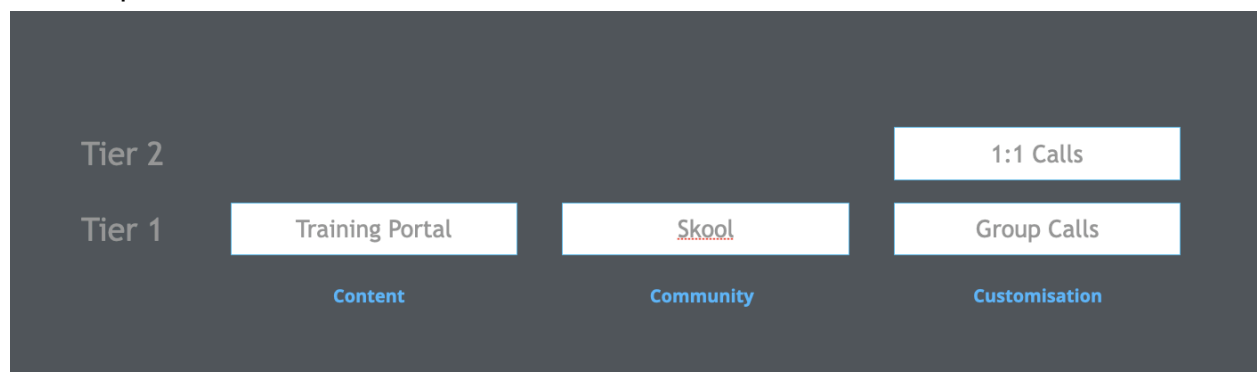 Tier 2
1:1 Calls
Tier 1
Training Portal
Skool
Group Calls
Content
Community
Customisation